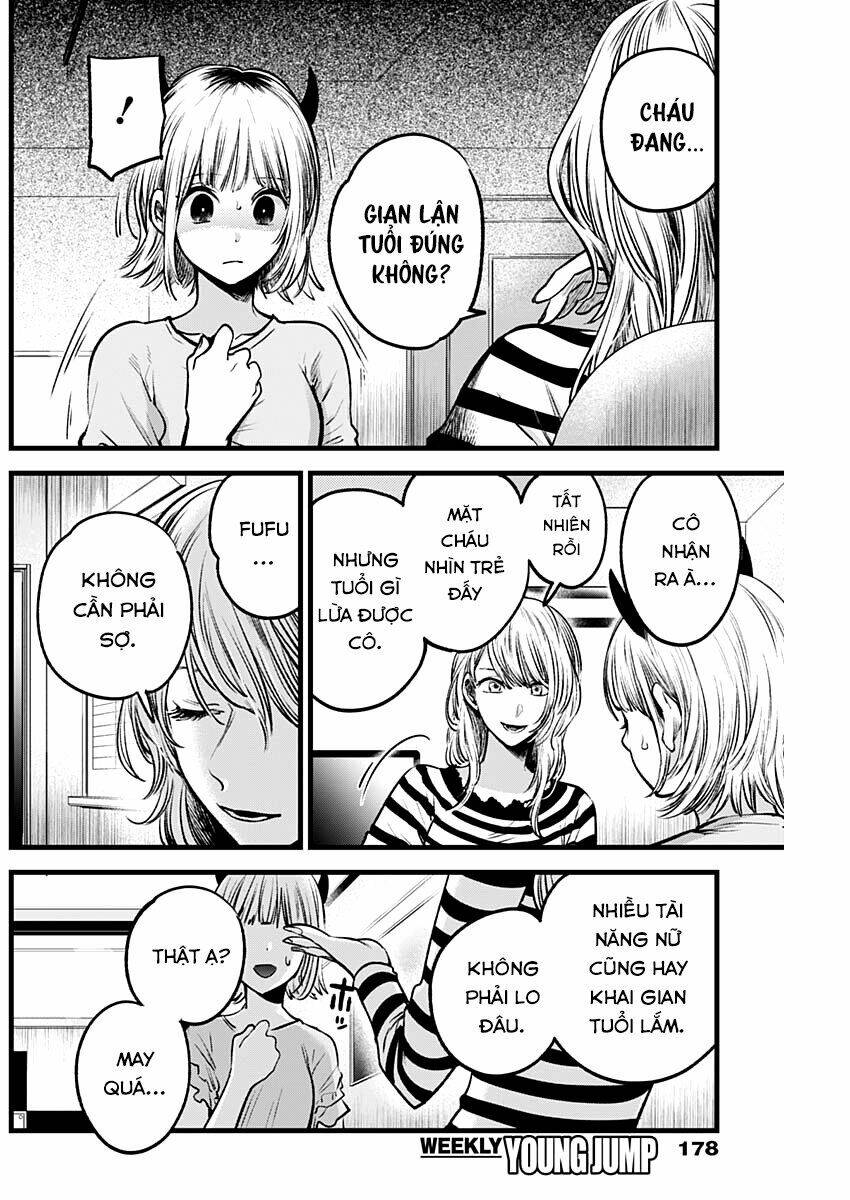 CHÁU
ĐANG...
GIAN LẬN
TUỔI ĐÚNG
KHÔNG?
!
CÔ
NHẬN
RA À...
TẤT
NHIÊN
RỒI
MẶT
CHÁU
NHÌN TRẺ
ĐẤY
NHƯNG
TUỔI GÌ
LỪA ĐƯỢC
CÔ.
FUFU
...
KHÔNG
CẦN PHẢI
SỢ.
NHIỀU TÀI
NĂNG NỮ
CŨNG HAY
KHAI GIAN
TUỔI LẮM.
KHÔNG
PHẢI LO
ĐÂU.
ホッ
THẬT Ạ?
MAY
QUÁ...
WEEKLY YOUNG JUMP 178